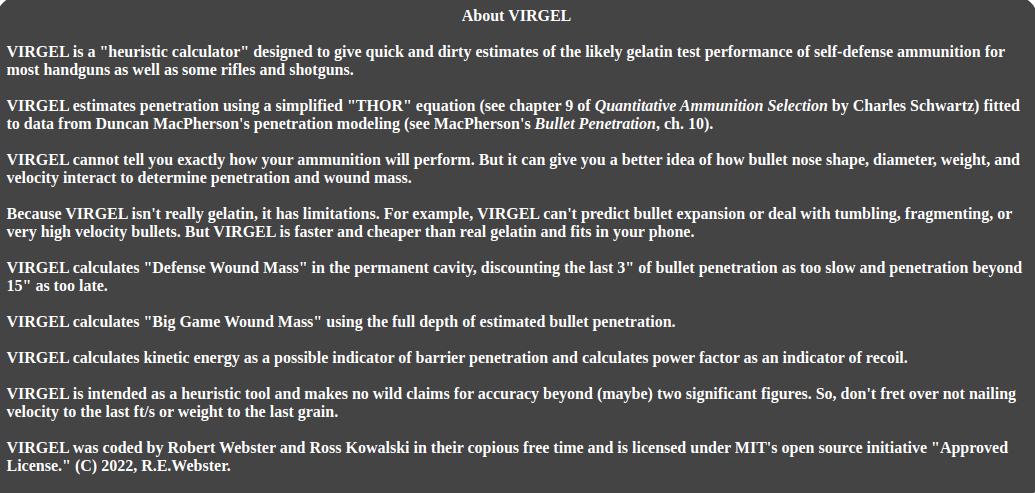 About VIRGEL
VIRGEL is a "heuristic calculator" designed to give quick and dirty estimates of the likely gelatin test performance of self-defense ammunition for
most handguns as well as some rifles and shotguns.
VIRGEL estimates penetration using a simplified "THOR" equation (see chapter 9 of Quantitative Ammunition Selection by Charles Schwartz) fitted
to data from Duncan MacPherson's penetration modeling (see MacPherson's Bullet Penetration, ch. 10).
VIRGEL cannot tell you exactly how your ammunition will perform. But it can give you a better idea of how bullet nose shape, diameter, weight, and
velocity interact to determine penetration and wound mass.
Because VIRGEL isn't really gelatin, it has limitations. For example, VIRGEL can't predict bullet expansion or deal with tumbling, fragmenting, or
very high velocity bullets. But VIRGEL is faster and cheaper than real gelatin and fits in your phone.
VIRGEL calculates "Defense Wound Mass" in the permanent cavity, discounting the last 3" of bullet penetration as too slow and penetration beyond
15" as too late.
VIRGEL calculates "Big Game Wound Mass" using the full depth of estimated bullet penetration.
VIRGEL calculates kinetic energy as a possible indicator of barrier penetration and calculates power factor as an indicator of recoil.
VIRGEL is intended as a heuristic tool and makes no wild claims for accuracy beyond (maybe) two significant figures. So, don't fret over not nailing
velocity to the last ft/s or weight to the last grain.
VIRGEL was coded by Robert Webster and Ross Kowalski in their copious free time and is licensed under MIT's open source initiative "Approved
License." (C) 2022, R.E.Webster.